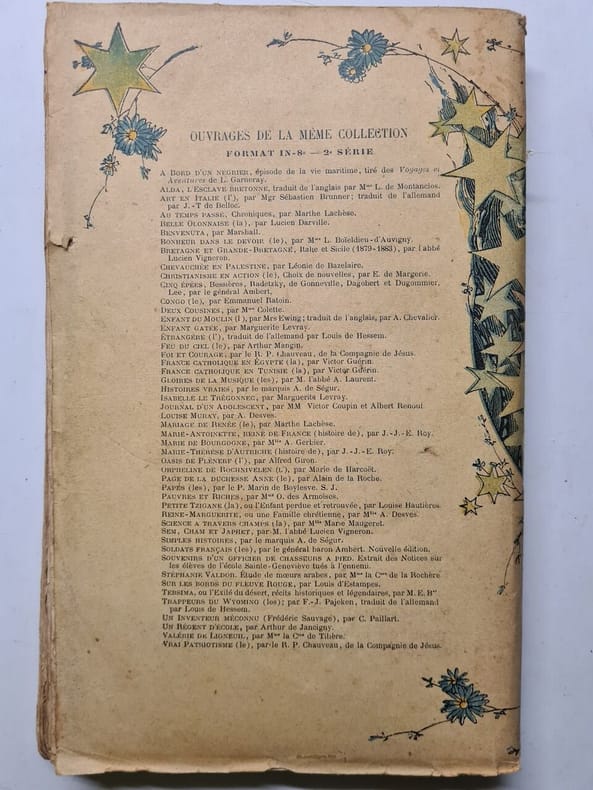 OUVRAGES DE LA MÊME COLLECTION
FORMAT IN-8º — 2e SÉRIE
A BORD D'UN NÉGRIER, épisode de la vie maritime, tiré des Voyages et
Aventures de L. Garneray.
ALDA, L'ESCLAVE BRETONNE, traduit de l'anglais par Mme L. de Montanclos.
ART EN ITALIE (l'), par Mgr Sébastien Brunner; traduit de l'allemand
par J.-T de Belloc.
AU TEMPS PASSÉ, Chroniques, par Marthe Lachèse.
BELLE OLONNAISE (la), par Lucien Darville.
BENVENUTA, par Marshall.
BONHEUR DANS LE DEVOIR (le), par Mme L. Boïeldieu-d'Auvigny.
BRETAGNE ET GRANDE-BRETAGNE, Italie et Sicile (1879-1883), par l'abbé
Lucien Vigneron.
CHEVAUCHÉE EN PALESTINE, par Léonie de Bazelaire.
CHRISTIANISME EN ACTION (le), Choix de nouvelles, par E. de Margerie.
CINQ ÉPÉES, Bessières, Radetzky, de Gonneville, Dagobert et Dugommier,
Lee, par le général Ambert.
CONGO (le), par Emmanuel Ratoin.
DEUX COUSINES, par Mme Colette.
ENFANT DU MOULIN (l'), par Mrs Ewing; traduit de l'anglais, par A. Chevalier.
ENFANT GATÉE, par Marguerite Levray.
ÉTRANGÈRE (l'), traduit de l'allemand par Louis de Hessem.
FEU DU CIEL (le), par Arthur Mangin.
FOI ET COURAGE, par le R. P. Chauveau, de la Compagnie de Jésus.
FRANCE CATHOLIQUE EN ÉGYPTE (la), par Victor Guérin.
FRANCE CATHOLIQUE EN TUNISIE (la), par Victor Guérin.
GLOIRES DE LA MUSIQUE (les), par M. l'abbé A. Laurent.
HISTOIRES VRAIES, par le marquis A. de Ségur.
ISABELLE LE TRÉGONNEC, par Marguerite Levray.
JOURNAL D'UN ADOLESCENT, par MM Victor Coupin et Albert Renouf
LOUISE MURAY, par A. Desves.
MARIAGE DE RENÉE (le), par Marthe Lachèse.
MARIE-ANTOINETTE, REINE DE FRANCE (histoire de), par J.-J.-E. Roy.
MARIE DE BOURGOGNE, par Mme A. Gerbier.
MARIE-THÉRÈSE D'AUTRICHE (histoire de), par J.-J.-E. Roy.
OASIS DE PLÉNEUF (l'), par Alfred Giron.
ORPHELINE DE ROCHNIVELEN (L'), par Marie de Harcoët.
PAGE DE LA DUCHESSE ANNE (le), par Alain de la Roche.
PAPES (les), par le P. Marin de Boylesve. S. J.
PAUVRES ET RICHES, par Mme O. des Armoises.
PETITE TZIGANE (la), ou l'Enfant perdue et retrouvée, par Louise Hautières.
REINE-MARGUERITE, ou une Famille chrétienne, par Mlle A. Desves.
SCIENCE A TRAVERS CHAMPS (la), par Mlle Marie Maugeret.
SEM, CHAM ET JAPHET, par M. l'abbé Lucien Vigneron.
SIMPLES HISTOIRES, par le marquis A. de Ségur.
SOLDATS FRANÇAIS (les), par le général baron Ambert. Nouvelle édition.
SOUVENIRS D'UN OFFICIER DE CHASSEURS A PIED. Extrait des Notices sur
les élèves de l'école Sainte-Geneviève tués à l'ennemi.
STÉPHANIE VALDOR. Étude de mœurs arabes, par Mme la Csse de la Rochère
SUR LES BORDS DU FLEUVE ROUGE, par Louis d'Estampes.
TEBSIMA, ou l'Exilé du désert, récits historiques et légendaires, par M. E. B**
TRAPPEURS DU WYOMING (les); par F.-J. Pajeken, traduit de l'allemand
par Louis de Hessem.
UN INVENTEUR MÉCONNU (Frédéric Sauvage), par C. Paillart.
UN RÉGENT D'ÉCOLE, par Arthur de Jancigny.
VALÉRIE DE LIGNEUIL, par Mme la Csse de Tilière.
VRAI PATRIOTISME (le), par le R. P. Chauveau, de la Compagnie de Jésus.